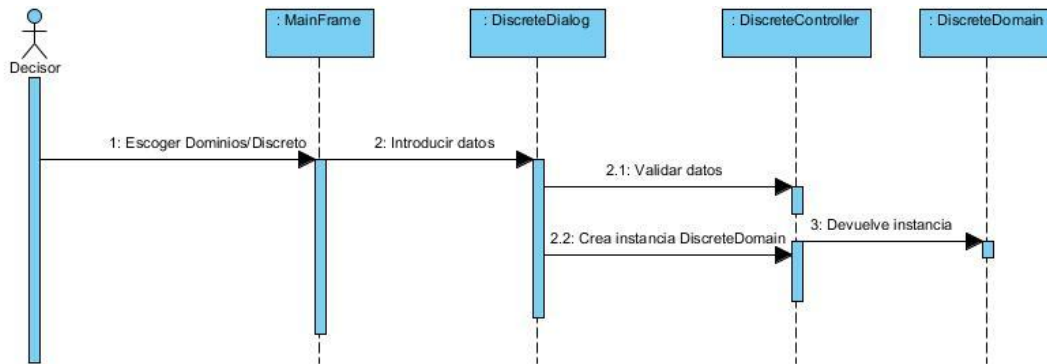 : MainFrame
: DiscreteDialog
: DiscreteController
: DiscreteDomain
Decisor
1: Escoger Dominios/Discreto
2: Introducir datos
2.1: Validar datos
3: Devuelve instancia
2.2: Crea instancia DiscreteDomain